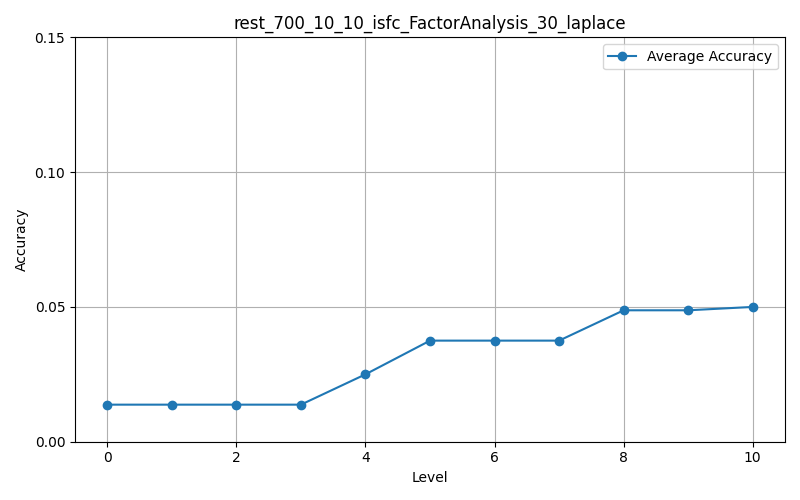 rest_700_10_10_isfc_FactorAnalysis_30_laplace
Average Accuracy
0.15
0.10
0.05
0.00
Accuracy
0 2 4 6 8 10
Level